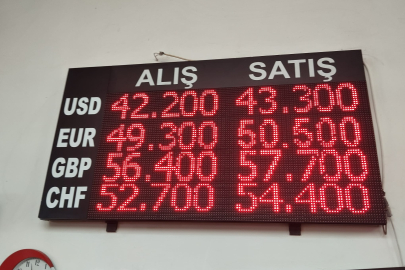 ALIŞ SATIŞ
USD 42.200 43.300
EUR 49.300 50.500
GBP 56.400 57.700
CHF 52.700 54.400